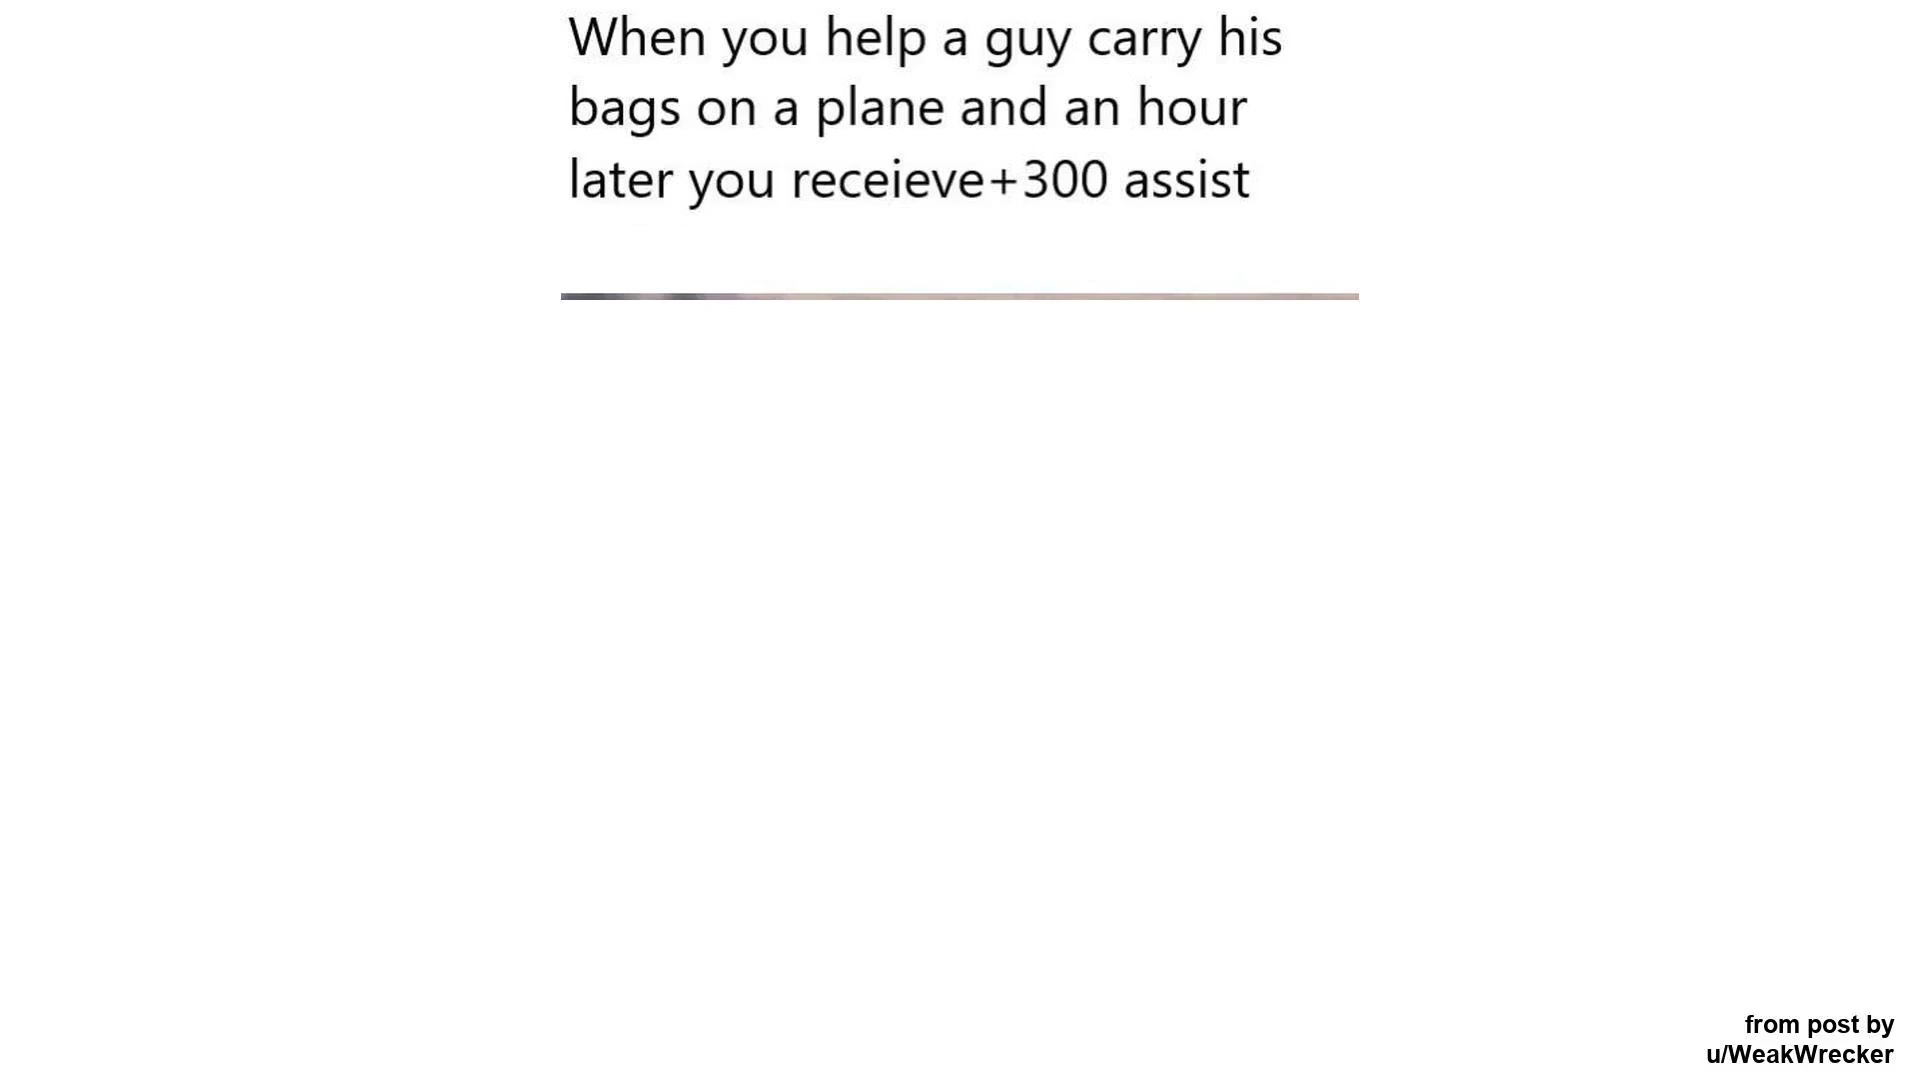 When you help a guy carry his
bags on a plane and an hour
later you receieve+300 assist
from post by
u/WeakWrecker